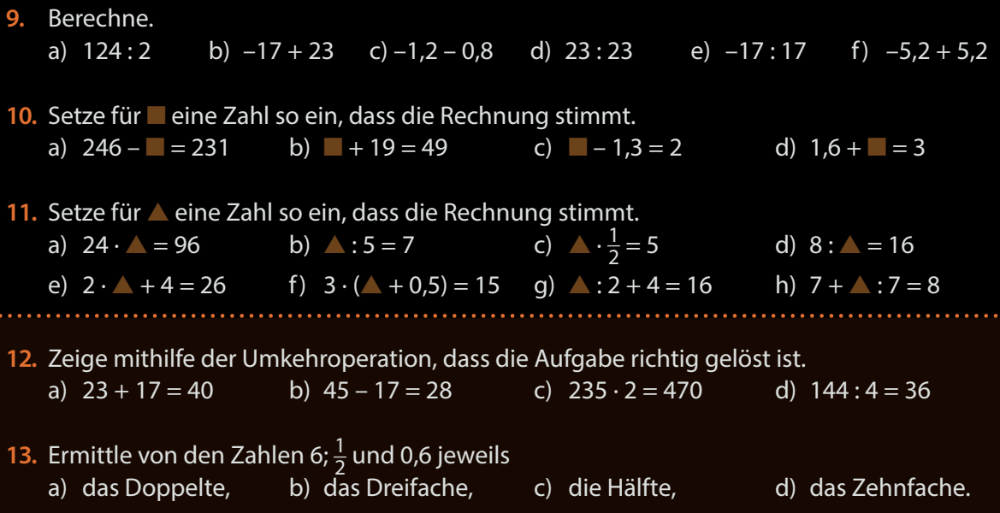 9. Berechne.
a) 124 : 2 b) –17 + 23 c) –1,2 – 0,8 d) 23 : 23 e) –17 : 17 f) –5,2 + 5,2
10. Setze für ■ eine Zahl so ein, dass die Rechnung stimmt.
a) 246 – ■ = 231 b) ■ + 19 = 49 c) ■ – 1,3 = 2 d) 1,6 + ■ = 3
11. Setze für ▲ eine Zahl so ein, dass die Rechnung stimmt.
a) 24 · ▲ = 96 b) ▲ : 5 = 7 c) ▲ · 1/2 = 5 d) 8 : ▲ = 16
e) 2 · ▲ + 4 = 26 f) 3 · (▲ + 0,5) = 15 g) ▲ : 2 + 4 = 16 h) 7 + ▲ : 7 = 8
12. Zeige mithilfe der Umkehroperation, dass die Aufgabe richtig gelöst ist.
a) 23 + 17 = 40 b) 45 – 17 = 28 c) 235 · 2 = 470 d) 144 : 4 = 36
13. Ermittle von den Zahlen 6; 1/2 und 0,6 jeweils
a) das Doppelte, b) das Dreifache, c) die Hälfte, d) das Zehnfache.